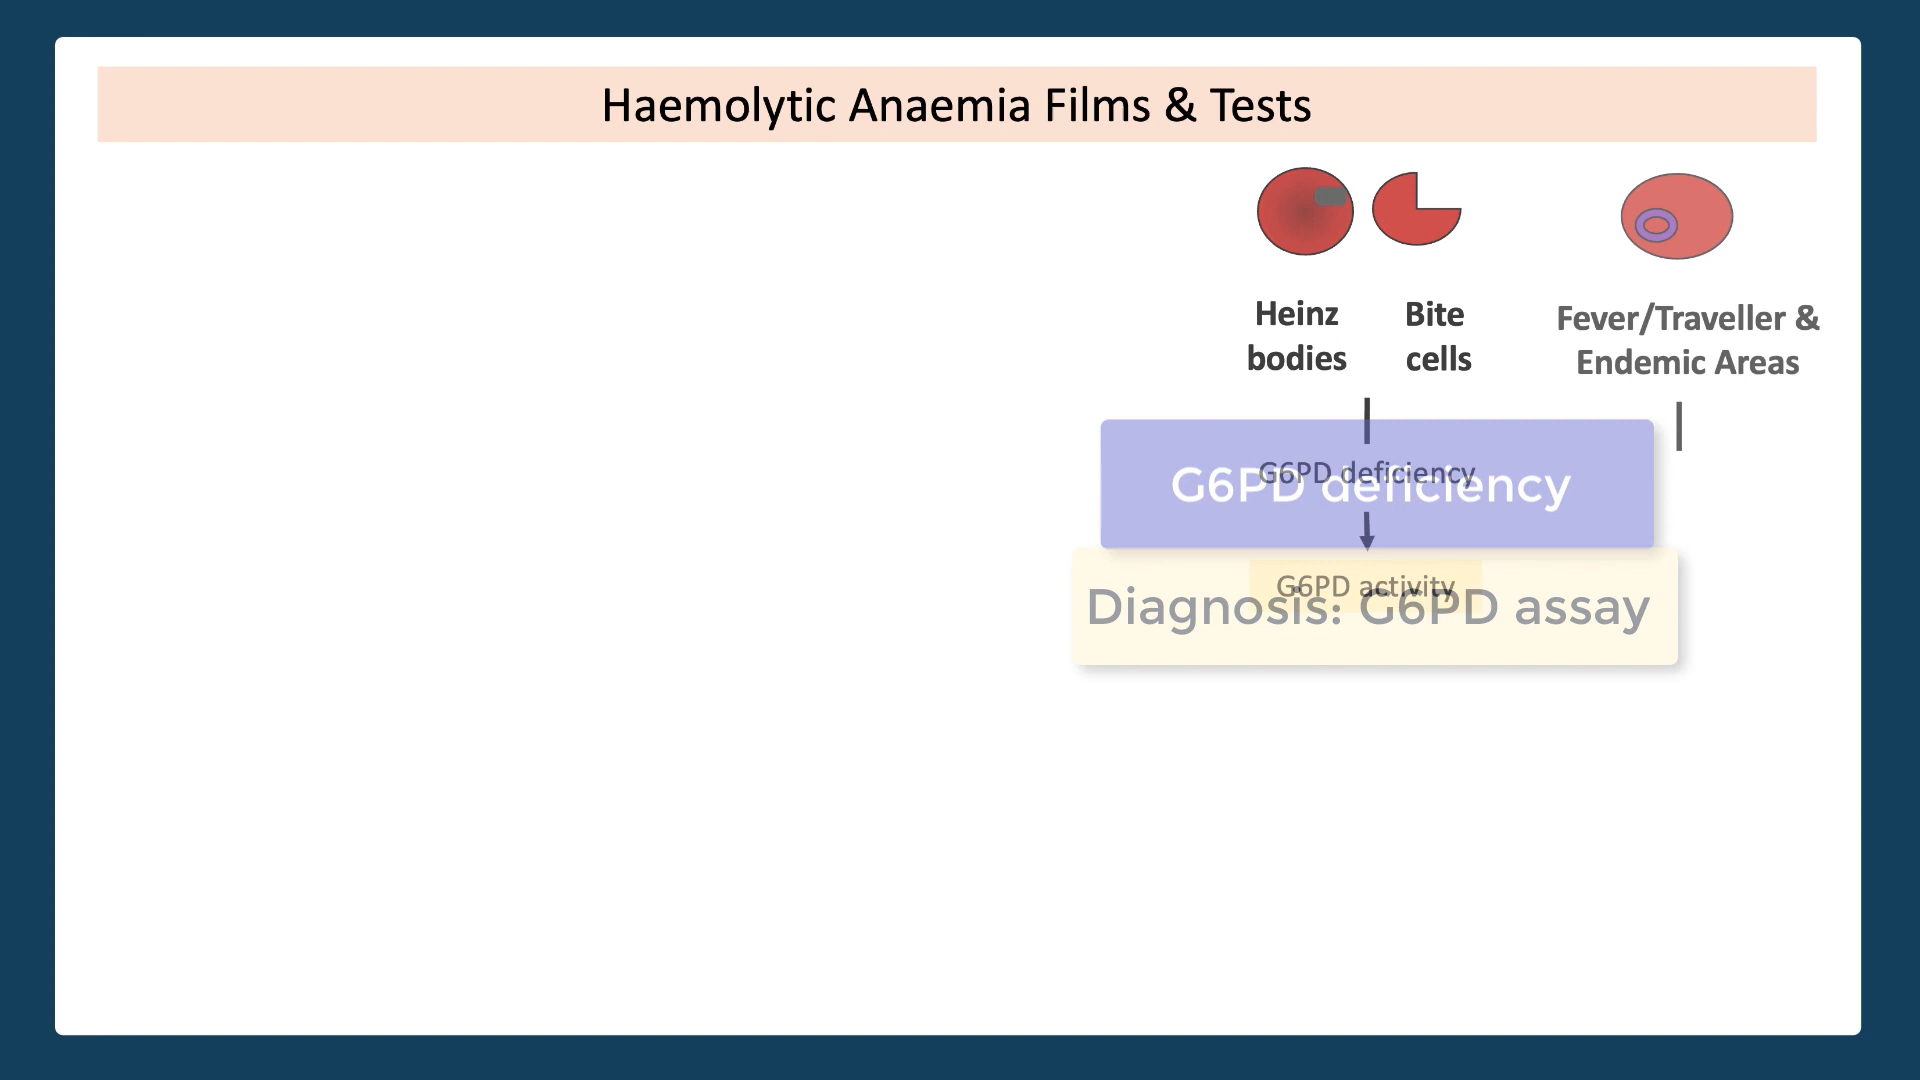 Haemolytic Anaemia Films & Tests
Heinz
bodies
Bite
cells
Fever/Traveller &
Endemic Areas
G6PD deficiency
G6PD deficiency
G6PD activity
Diagnosis: G6PD assay